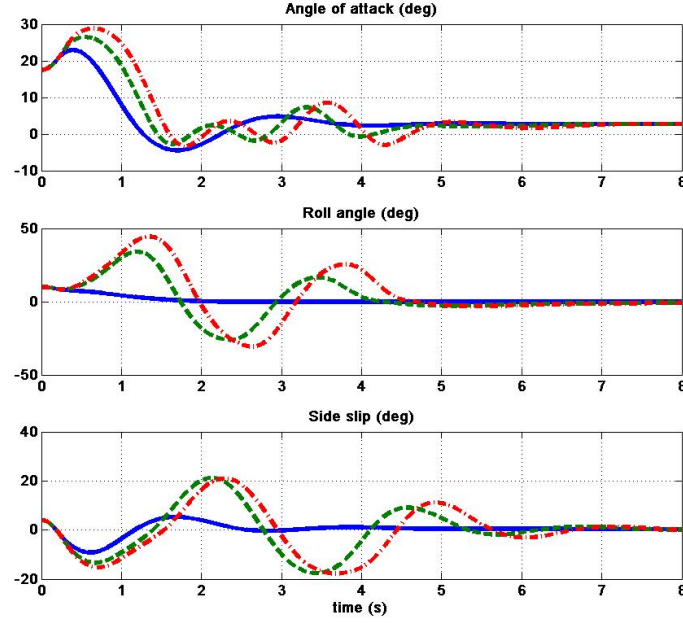 Angle of attack (deg)
30
20
10
0
-10
0 1 2 3 4 5 6 7 8
Roll angle (deg)
50
0
-50
0 1 2 3 4 5 6 7 8
Side slip (deg)
40
20
0
-20
0 1 2 3 4 5 6 7 8
time (s)